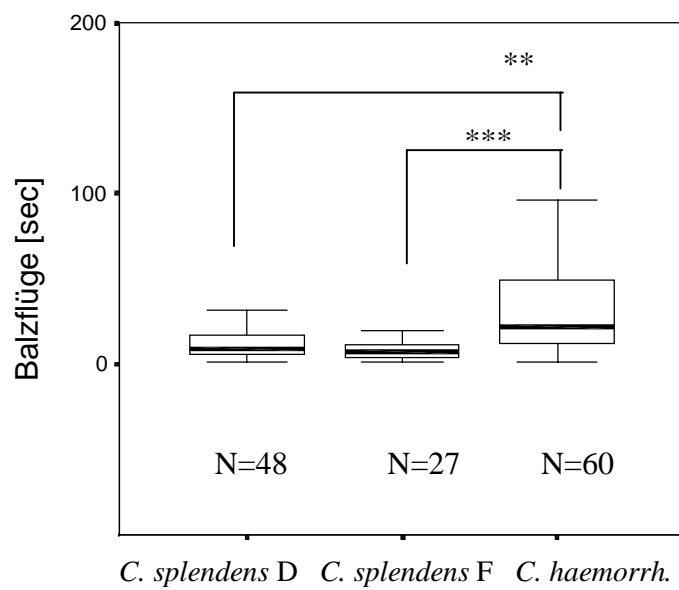 200
**
***
100
Balzflüge [sec]
0
N=48 N=27 N=60
C. splendens D C. splendens F C. haemorrh.